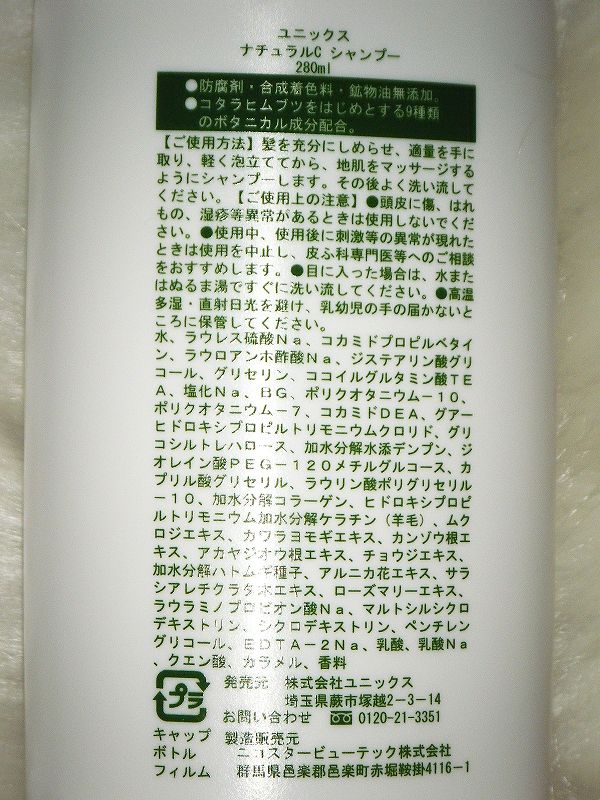 ユニックス
ナチュラルC シャンプー
280ml
●防腐剤・合成着色料・鉱物油無添加。
●コタラヒムブツをはじめとする9種類
のボタニカル成分配合。
【ご使用方法】髪を充分にしめらせ、適量を手に
取り、軽く泡立ててから、地肌をマッサージする
ようにシャンプーします。その後よく洗い流して
ください。【ご使用上の注意】●頭皮に傷、はれ
もの、湿疹等異常があるときは使用しないでくだ
さい。●使用中、使用後に刺激等の異常が現れた
ときは使用を中止し、皮ふ科専門医等へのご相談
をおすすめします。●目に入った場合は、水また
はぬるま湯ですぐに洗い流してください。●高温
多湿・直射日光を避け、乳幼児の手の届かないと
ころに保管してください。
水、ラウレス硫酸Na、コカミドプロピルベタイ
ン、ラウロアンホ酢酸Na、ジステアリン酸グリ
コール、グリセリン、ココイルグルタミン酸TE
A、塩化Na、BG、ポリクオタニウム－10、
ポリクオタニウム－7、コカミドDEA、グアー
ヒドロキシプロピルトリモニウムクロリド、グリ
コシルトレハロース、加水分解水添デンプン、ジ
オレイン酸PEG－120メチルグルコース、カ
プリル酸グリセリル、ラウリン酸ポリグリセリル
－10、加水分解コラーゲン、ヒドロキシプロピ
ルトリモニウム加水分解ケラチン（羊毛）、ムク
ロジエキス、カワラヨモギエキス、カンゾウ根エ
キス、アカヤジオウ根エキス、チョウジエキス、
加水分解ハトムギ種子、アルニカ花エキス、サラ
シアレチクラタ木エキス、ローズマリーエキス、
ラウラミノプロピオン酸Na、マルトシルシクロ
デキストリン、シクロデキストリン、ペンチレン
グリコール、EDTA－2Na、乳酸、乳酸Na
、クエン酸、カラメル、香料
プラ
発売元 株式会社ユニックス
埼玉県蕨市塚越2－3－14
お問い合わせ 0120-21-3351
キャップ 製造販売元
ボトル ニコスタービューテック株式会社
フィルム 群馬県邑楽郡邑楽町赤堀鞍掛4116－1